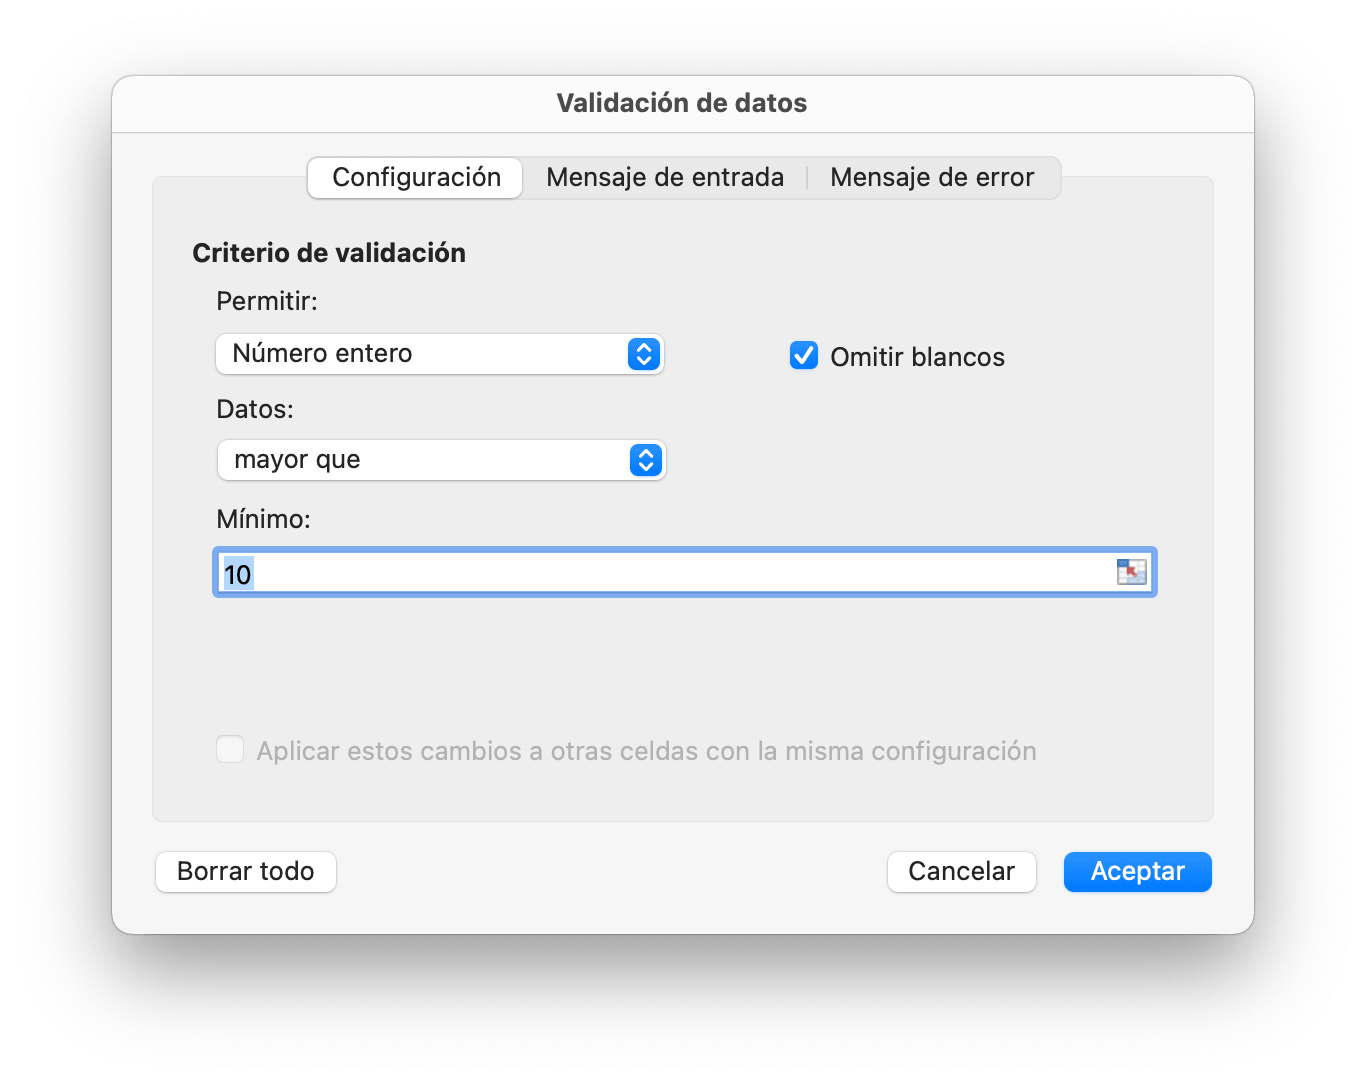 Validación de datos
Configuración Mensaje de entrada Mensaje de error
Criterio de validación
Permitir:
Número entero
Omitir blancos
Datos:
mayor que
Mínimo:
10
Aplicar estos cambios a otras celdas con la misma configuración
Borrar todo Cancelar Aceptar